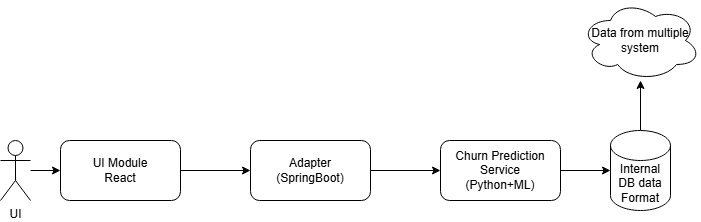 Data from multiple
system
UI Module
React
Adapter
(SpringBoot)
Churn Prediction
Service
(Python+ML)
Internal
DB data
Format
UI